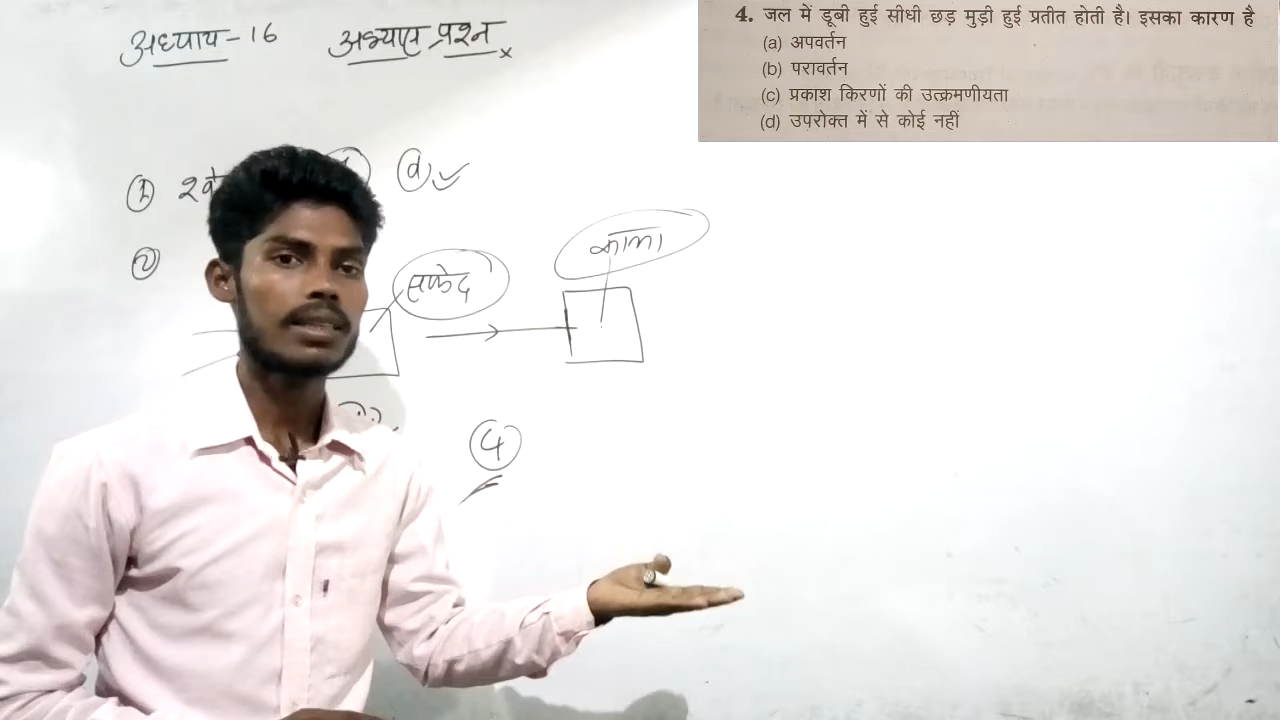 अध्याय-16 अभ्यास प्रश्न
4. जल में डूबी हुई सीधी छड़ मुड़ी हुई प्रतीत होती है। इसका कारण है
(a) अपवर्तन
(b) परावर्तन
(c) प्रकाश किरणों की उत्क्रमणीयता
(d) उपरोक्त में से कोई नहीं
①
②
सफेद
काला
④